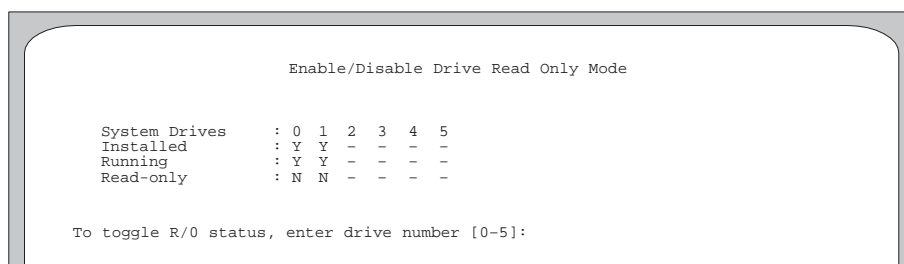 Enable/Disable Drive Read Only Mode
System Drives : 0 1 2 3 4 5
Installed : Y Y - - - -
Running : Y Y - - - -
Read-only : N N - - - -
To toggle R/0 status, enter drive number [0-5]: